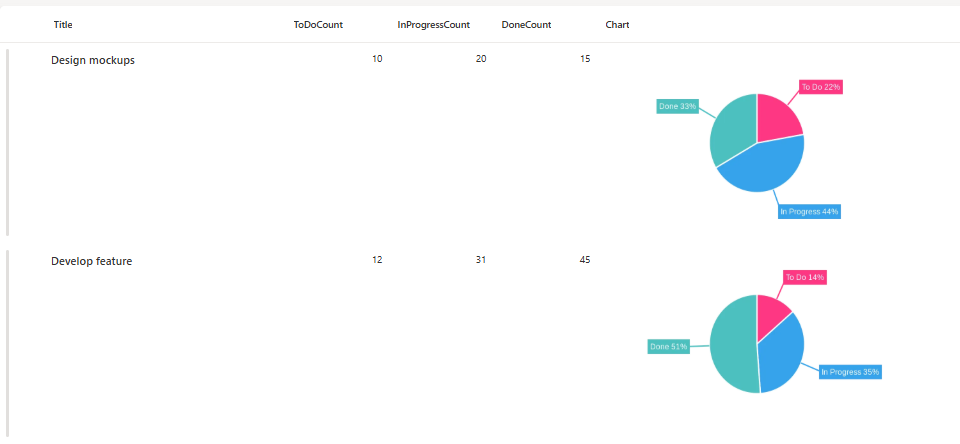 Title ToDoCount InProgressCount DoneCount Chart
Design mockups 10 20 15
To Do 22%
Done 33%
In Progress 44%
Develop feature 12 31 45
To Do 14%
Done 51%
In Progress 35%